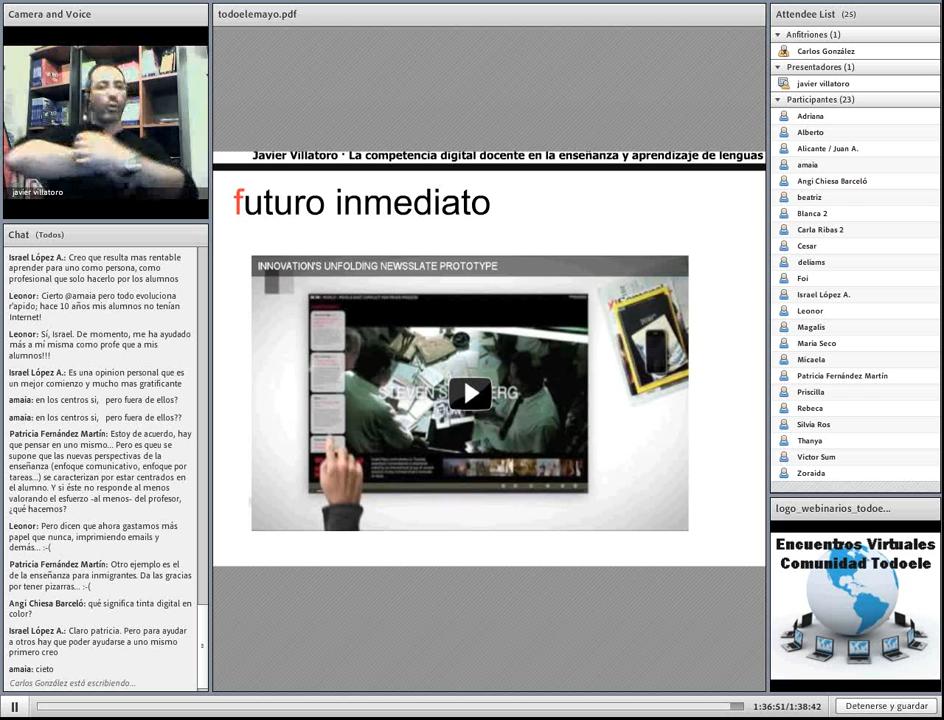 Camera and Voice
javier villatoro
Chat (Todos)
Israel López A.: Creo que resulta mas rentable
aprender para uno como persona, como
profesional que solo hacerlo por los alumnos
Leonor: Cierto @amaia pero todo evoluciona
r'apido; hace 10 años mis alumnos no tenían
Internet!
Leonor: Sí, Israel. De momento, me ha ayudado
más a mí misma como profe que a mis
alumnos!!!
Israel López A.: Es una opinion personal que es
un mejor comienzo y mucho mas gratificante
amaia: en los centros si, pero fuera de ellos?
amaia: en los centros si, pero fuera de ellos??
Patricia Fernández Martín: Estoy de acuerdo, hay
que pensar en uno mismo... Pero es queu se
supone que las nuevas perspectivas de la
enseñanza (enfoque comunicativo, enfoque por
tareas...) se caracterizan por estar centrados en
el alumno. Y si éste no responde al menos
valorando el esfuerzo -al menos- del profesor,
¿qué hacemos?
Leonor: Pero dicen que ahora gastamos más
papel que nunca, imprimiendo emails y
demás... :-(
Patricia Fernández Martín: Otro ejemplo es el
de la enseñanza para inmigrantes. Da las gracias
por tener pizarras... :-(
Angi Chiesa Barceló: qué significa tinta digital en
color?
Israel López A.: Claro patricia. Pero para ayudar
a otros hay que poder ayudarse a uno mismo
primero creo
amaia: cieto
Carlos González está escribiendo...
todoelemayo.pdf
Javier Villatoro · La competencia digital docente en la enseñanza y aprendizaje de lenguas
futuro inmediato
INNOVATION'S UNFOLDING NEWSSLATE PROTOTYPE
Attendee List (25)
Anfitriones (1)
Carlos González
Presentadores (1)
javier villatoro
Participantes (23)
Adriana
Alberto
Alicante / Juan A.
amaia
Angi Chiesa Barceló
beatriz
Blanca 2
Carla Ribas 2
Cesar
deliams
Foi
Israel López A.
Leonor
Magalis
Maria Seco
Micaela
Patricia Fernández Martín
Priscilla
Rebeca
Silvia Ros
Thanya
Victor Sum
Zoraida
logo_webinarios_todoe...
Encuentros Virtuales
Comunidad Todoele
1:36:51/1:38:42
Detenerse y guardar